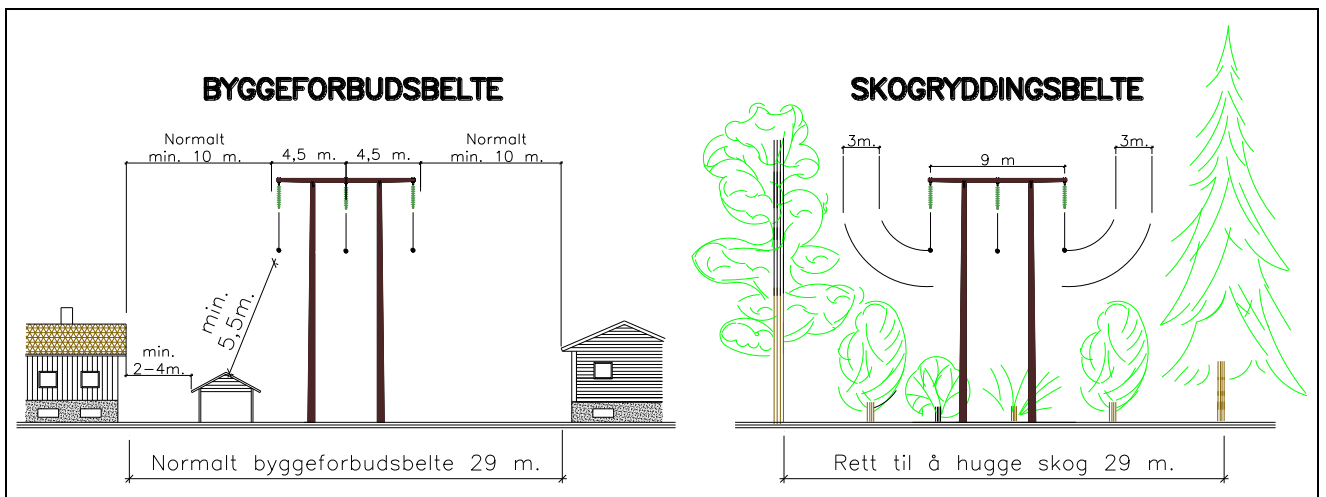 BYGGEFORBUDSBELTE
Normalt
min. 10 m.
4,5 m.
4,5 m.
Normalt
min. 10 m.
min.
5,5m.
min.
2-4m.
Normalt byggeforbudsbelte 29 m.
SKOGRYDDINGSBELTE
3m.
9 m
3m.
Rett til å hugge skog 29 m.